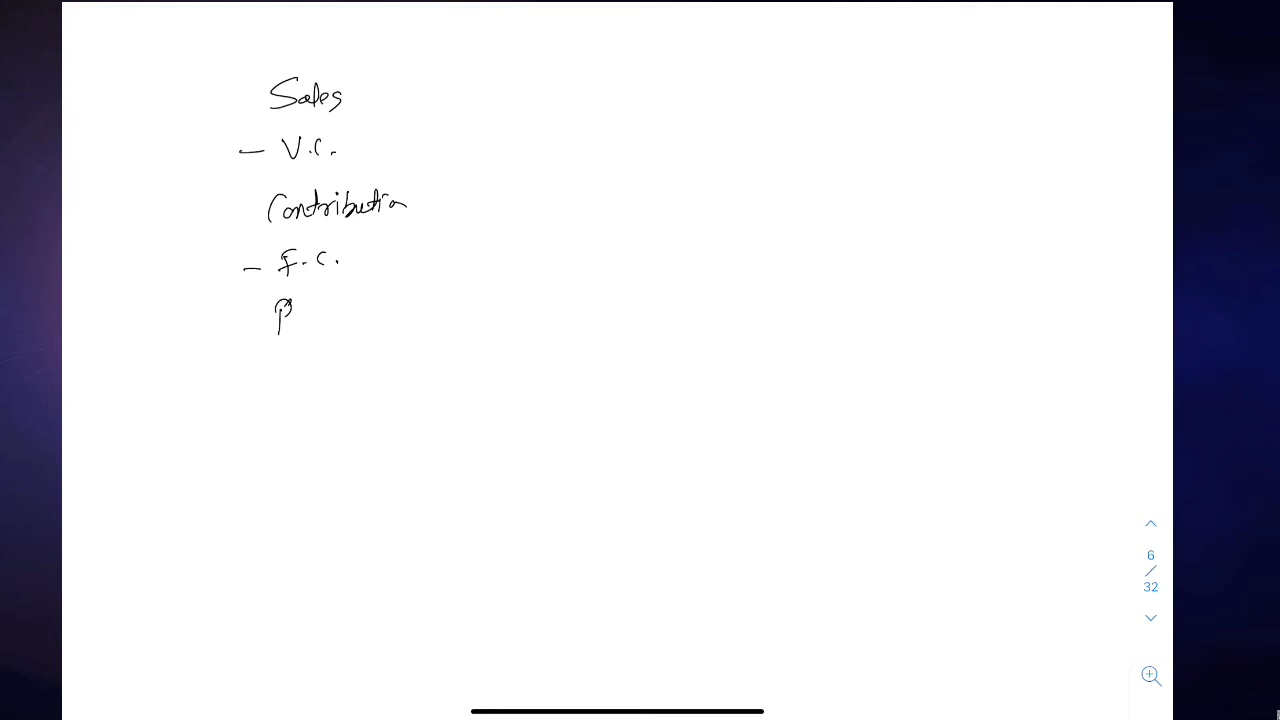 Sales
- V.C.
Contribution
- F.C.
P
6
/
32